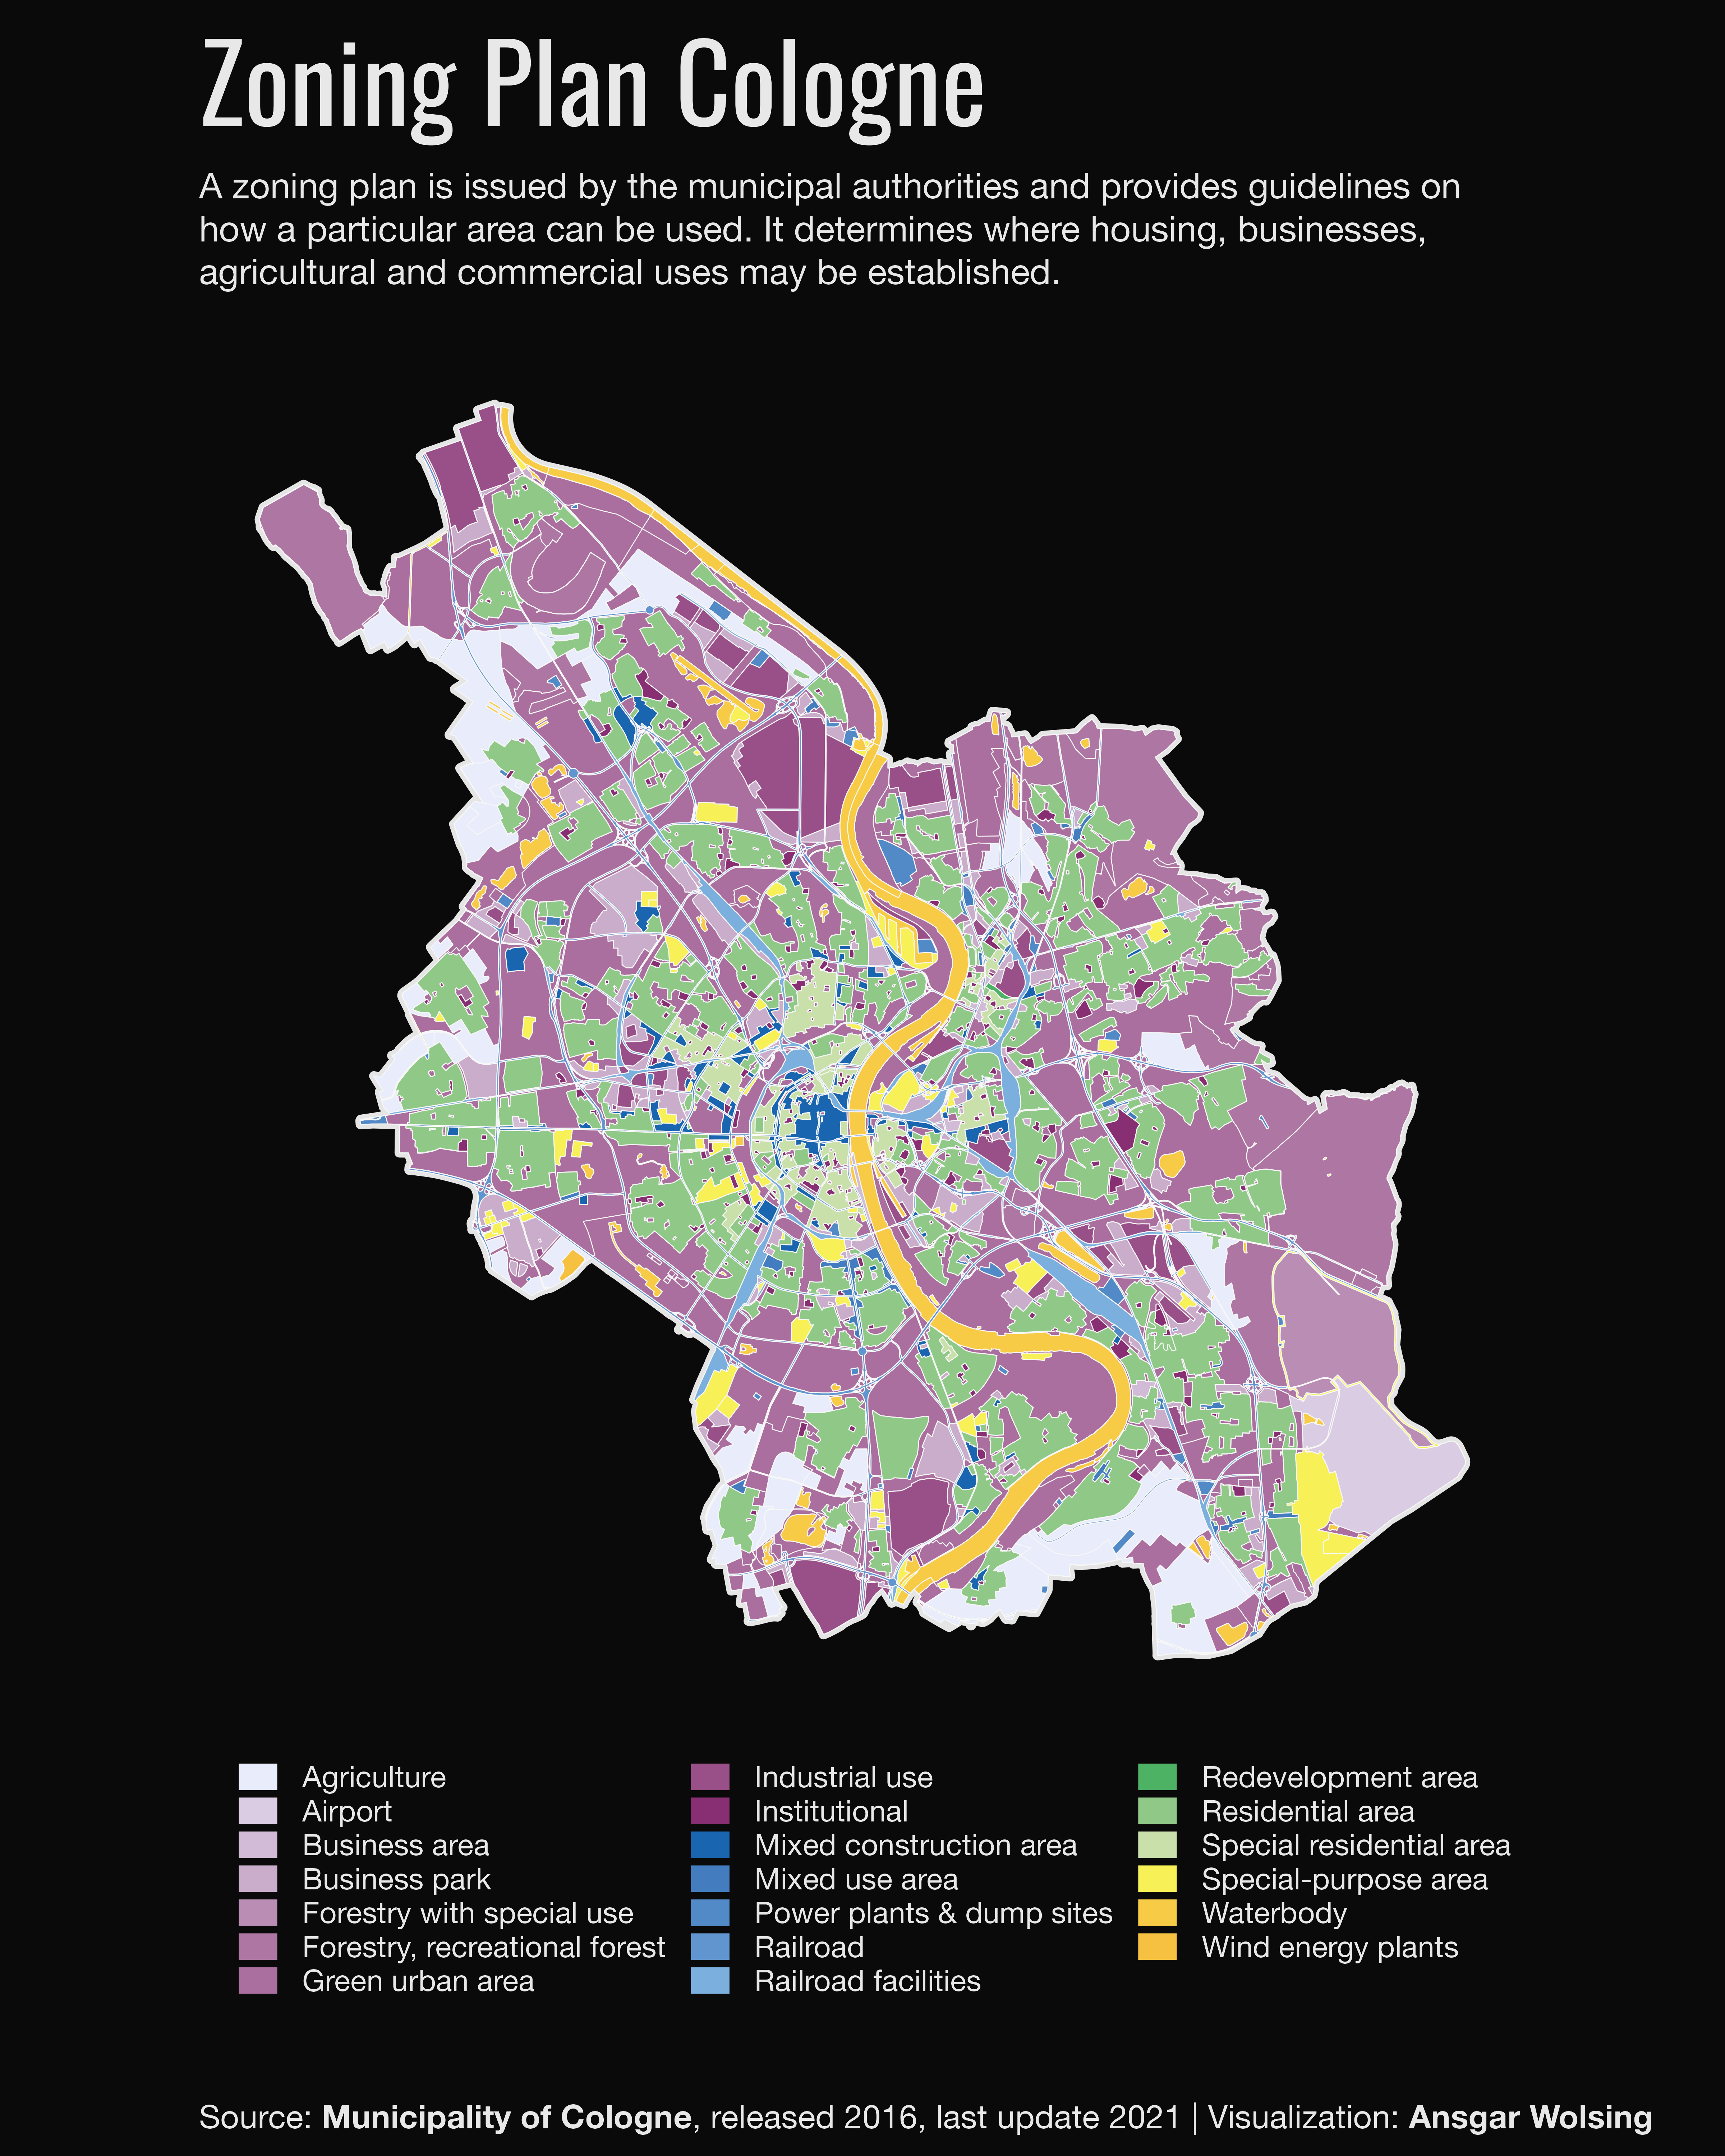 Zoning Plan Cologne
A zoning plan is issued by the municipal authorities and provides guidelines on
how a particular area can be used. It determines where housing, businesses,
agricultural and commercial uses may be established.
Agriculture
Airport
Business area
Business park
Forestry with special use
Forestry, recreational forest
Green urban area
Industrial use
Institutional
Mixed construction area
Mixed use area
Power plants & dump sites
Railroad
Railroad facilities
Redevelopment area
Residential area
Special residential area
Special-purpose area
Waterbody
Wind energy plants
Source: Municipality of Cologne, released 2016, last update 2021 | Visualization: Ansgar Wolsing